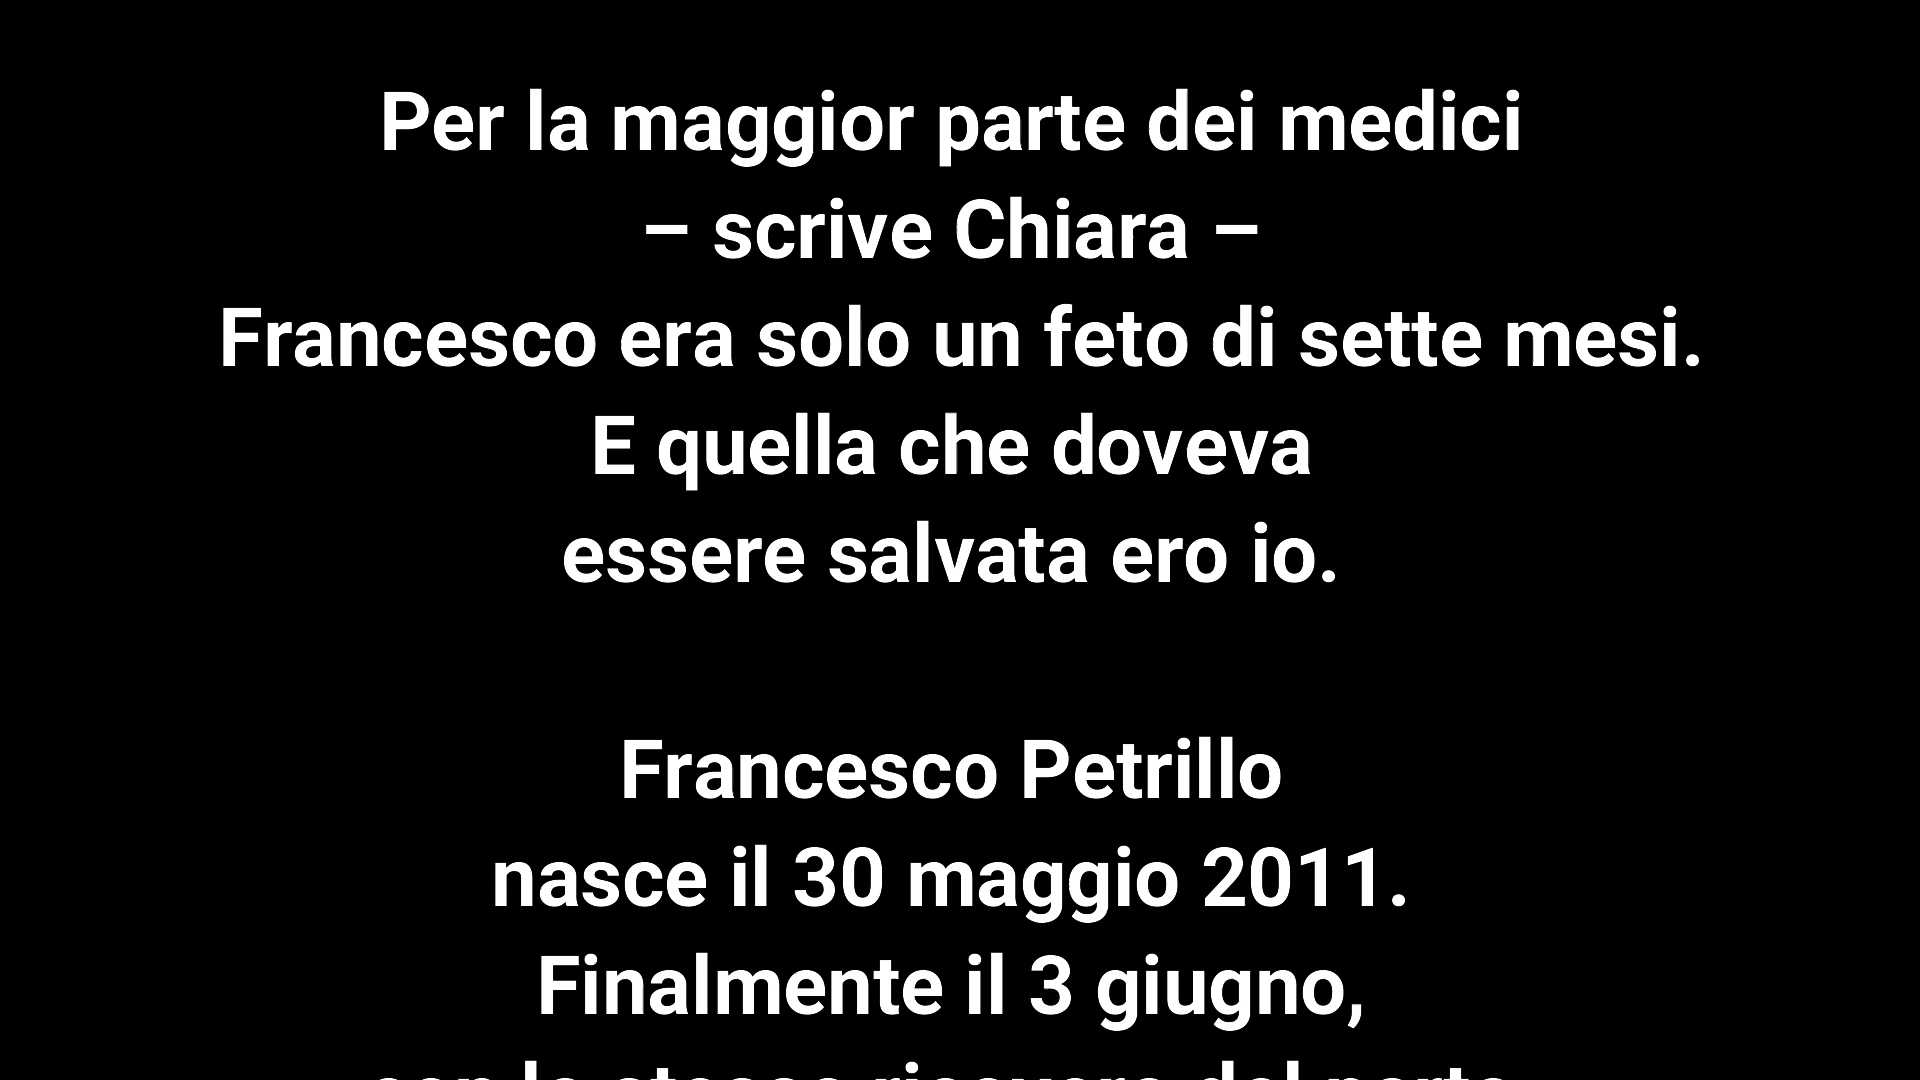 Per la maggior parte dei medici
– scrive Chiara –
Francesco era solo un feto di sette mesi.
E quella che doveva
essere salvata ero io.
Francesco Petrillo
nasce il 30 maggio 2011.
Finalmente il 3 giugno,